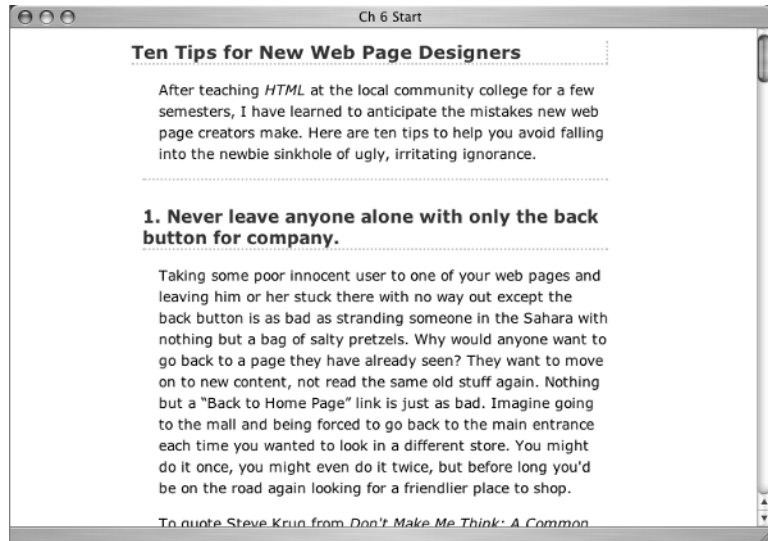 Ch 6 Start
Ten Tips for New Web Page Designers
After teaching HTML at the local community college for a few
semesters, I have learned to anticipate the mistakes new web
page creators make. Here are ten tips to help you avoid falling
into the newbie sinkhole of ugly, irritating ignorance.
1. Never leave anyone alone with only the back
button for company.
Taking some poor innocent user to one of your web pages and
leaving him or her stuck there with no way out except the
back button is as bad as stranding someone in the Sahara with
nothing but a bag of salty pretzels. Why would anyone want to
go back to a page they have already seen? They want to move
on to new content, not read the same old stuff again. Nothing
but a “Back to Home Page” link is just as bad. Imagine going
to the mall and being forced to go back to the main entrance
each time you wanted to look in a different store. You might
do it once, you might even do it twice, but before long you'd
be on the road again looking for a friendlier place to shop.
To quote Steve Krug from Don't Make Me Think: A Common